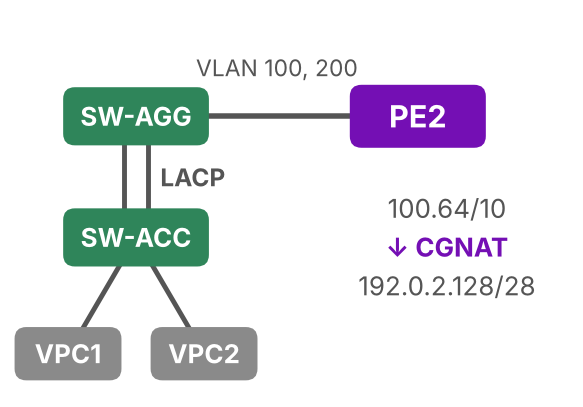 VLAN 100, 200
SW-AGG
PE2
LACP
100.64/10
SW-ACC
↓ CGNAT
192.0.2.128/28
VPC1
VPC2